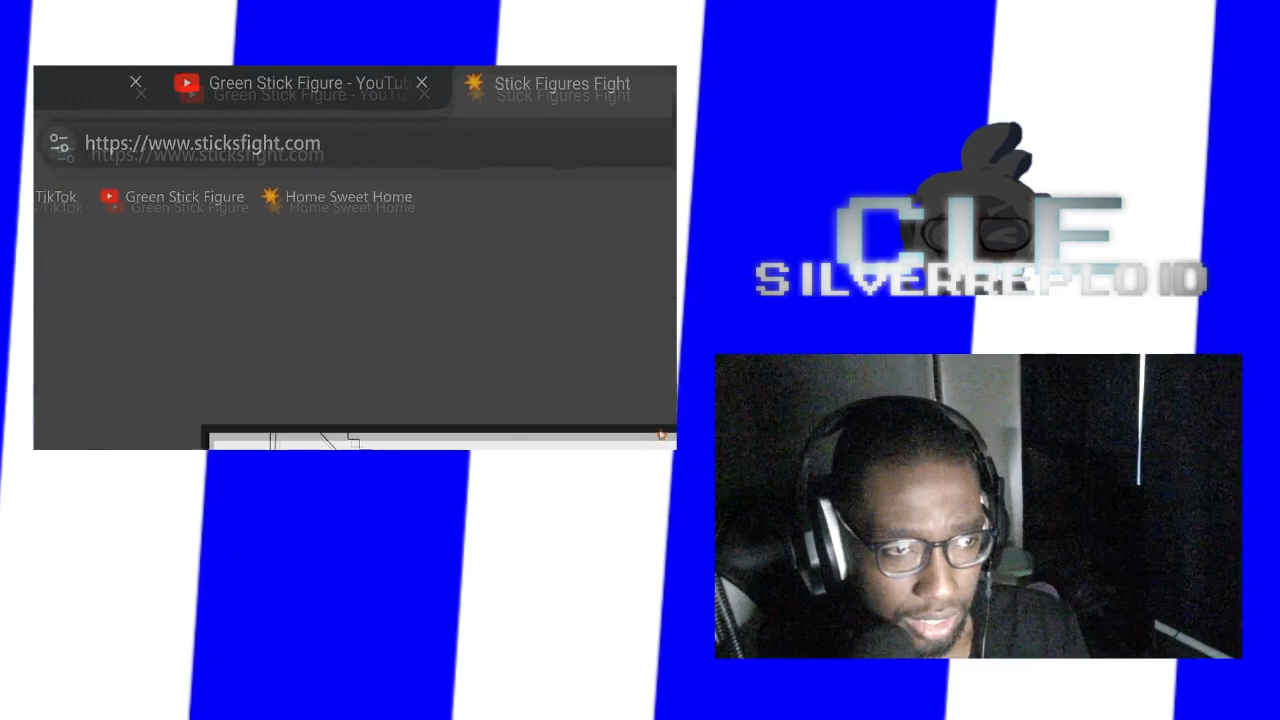 Green Stick Figure - YouTub
Stick Figures Fight
https://www.sticksfight.com
TikTok
Green Stick Figure
Home Sweet Home
CLE
SILVERREPLOID